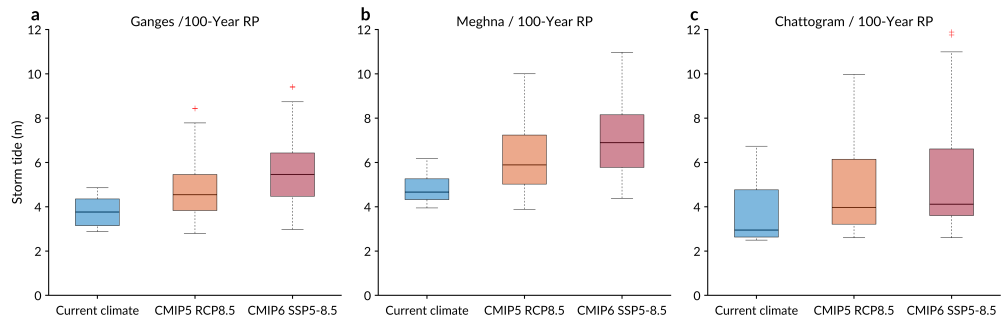 a
Ganges /100-Year RP
Storm tide (m)
12
10
8
6
4
2
0
Current climate
CMIP5 RCP8.5
CMIP6 SSP5-8.5
b
Meghna / 100-Year RP
12
10
8
6
4
2
0
Current climate
CMIP5 RCP8.5
CMIP6 SSP5-8.5
c
Chattogram / 100-Year RP
12
10
8
6
4
2
0
Current climate
CMIP5 RCP8.5
CMIP6 SSP5-8.5